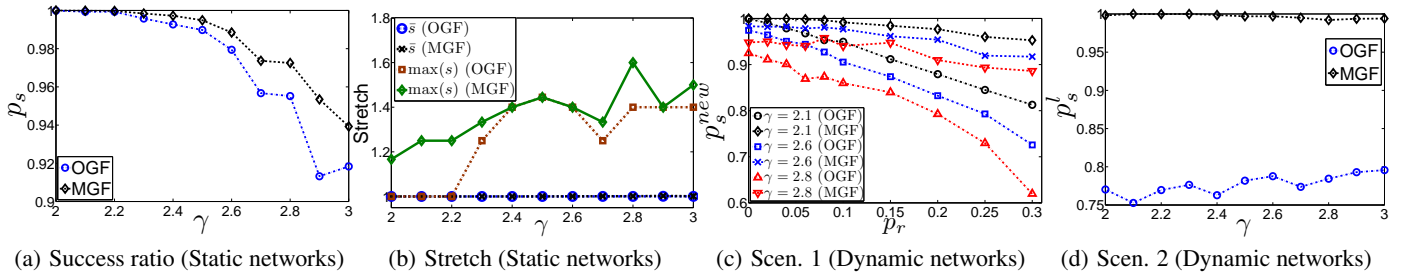 1
0.98
0.96
0.94
0.92
0.9
p_s
OGF
MGF
2 2.2 2.4 2.6 2.8 3
γ
(a) Success ratio (Static networks)
1.8
1.6
1.4
1.2
1
Stretch
s̄ (OGF)
s̄ (MGF)
max(s) (OGF)
max(s) (MGF)
2 2.2 2.4 2.6 2.8 3
γ
(b) Stretch (Static networks)
1
0.9
0.8
0.7
0.6
p_s^{new}
γ = 2.1 (OGF)
γ = 2.1 (MGF)
γ = 2.6 (OGF)
γ = 2.6 (MGF)
γ = 2.8 (OGF)
γ = 2.8 (MGF)
0 0.05 0.1 0.15 0.2 0.25 0.3
p_r
(c) Scen. 1 (Dynamic networks)
1
0.95
0.9
0.85
0.8
0.75
p_s^l
OGF
MGF
2 2.2 2.4 2.6 2.8 3
γ
(d) Scen. 2 (Dynamic networks)